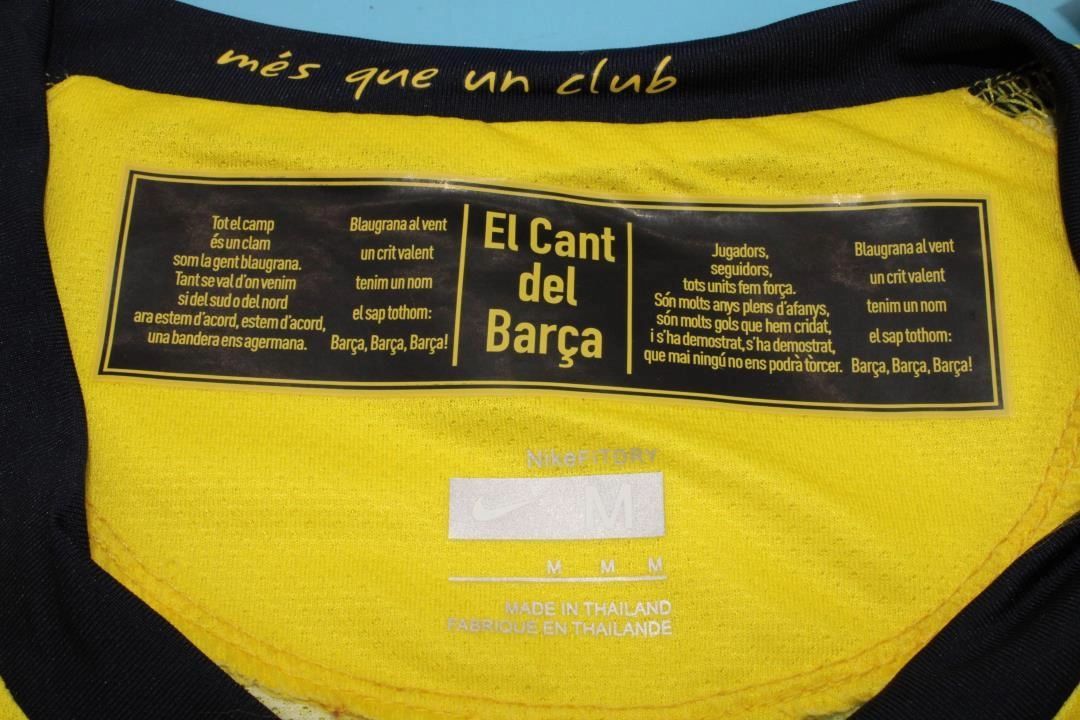 més que un club
Tot el camp
és un clam
som la gent blaugrana.
Tant se val d'on venim
si del sud o del nord
ara estem d'acord, estem d'acord,
una bandera ens agermana.
Blaugrana al vent
un crit valent
tenim un nom
el sap tothom:
Barça, Barça, Barça!
El Cant
del
Barça
Jugadors,
seguidors,
tots units fem força.
Són molts anys plens d'afanys,
són molts gols que hem cridat,
i s'ha demostrat, s'ha demostrat,
que mai ningú no ens podrà tòrcer.
Blaugrana al vent
un crit valent
tenim un nom
el sap tothom:
Barça, Barça, Barça!
NikeFITDRY
M
M M M
MADE IN THAILAND
FABRIQUE EN THAILANDE